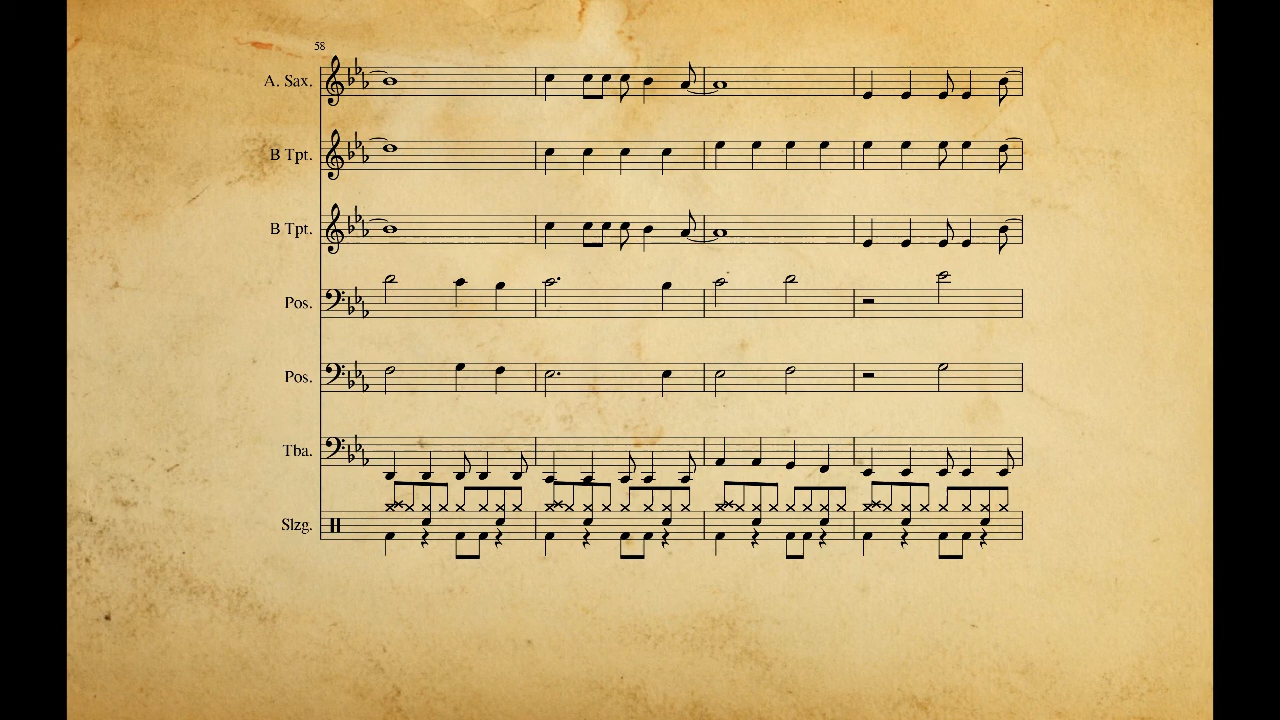 58
A. Sax.
B Tpt.
B Tpt.
Pos.
Pos.
Tba.
Slzg.